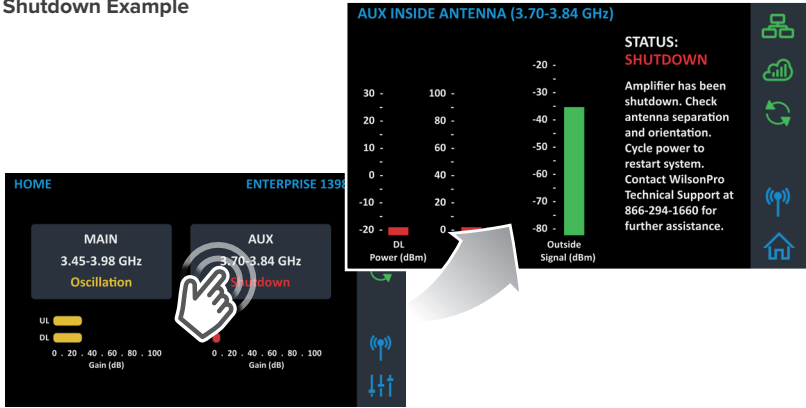 Shutdown Example
AUX INSIDE ANTENNA (3.70-3.84 GHz)
STATUS:
SHUTDOWN
Amplifier has been
shutdown. Check
antenna separation
and orientation.
Cycle power to
restart system.
Contact WilsonPro
Technical Support at
866-294-1660 for
further assistance.
30 -
-
20 -
-
10 -
-
0 -
-
-10 -
-
-20 -
DL
Power (dBm)
100 -
-
80 -
-
60 -
-
40 -
-
20 -
-
0 -
-20 -
-
-30 -
-
-40 -
-
-50 -
-
-60 -
-
-70 -
-
-80 -
Outside
Signal (dBm)
HOME
ENTERPRISE 1398
MAIN
3.45-3.98 GHz
Oscillation
AUX
3.70-3.84 GHz
Shutdown
UL
DL
0 . 20 . 40 . 60 . 80 . 100
Gain (dB)
0 . 20 . 40 . 60 . 80 . 100
Gain (dB)